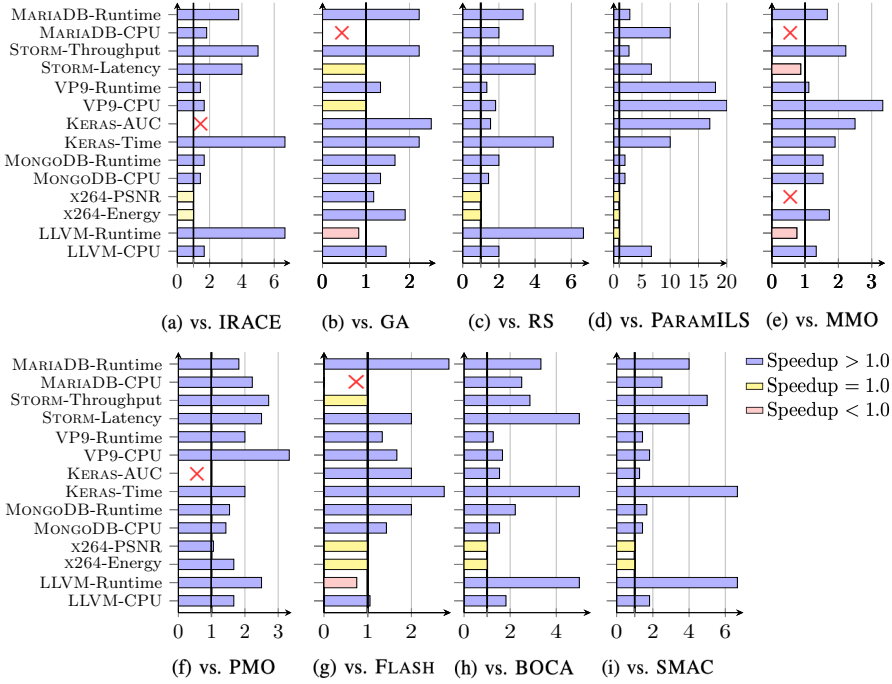 MariaDB-Runtime
MariaDB-CPU
Storm-Throughput
Storm-Latency
VP9-Runtime
VP9-CPU
Keras-AUC
Keras-Time
MongoDB-Runtime
MongoDB-CPU
x264-PSNR
x264-Energy
LLVM-Runtime
LLVM-CPU
0 1 2 4 6
0 1 2 2
0 1 2 4 6
0 1 5 10 15 20
0 1 2 3
(a) vs. IRACE
(b) vs. GA
(c) vs. RS
(d) vs. ParamILS
(e) vs. MMO
MariaDB-Runtime
MariaDB-CPU
Storm-Throughput
Storm-Latency
VP9-Runtime
VP9-CPU
Keras-AUC
Keras-Time
MongoDB-Runtime
MongoDB-CPU
x264-PSNR
x264-Energy
LLVM-Runtime
LLVM-CPU
Speedup > 1.0
Speedup = 1.0
Speedup < 1.0
0 1 2 3
0 1 2
0 1 2 4
0 1 2 4 6
(f) vs. PMO
(g) vs. Flash
(h) vs. BOCA
(i) vs. SMAC